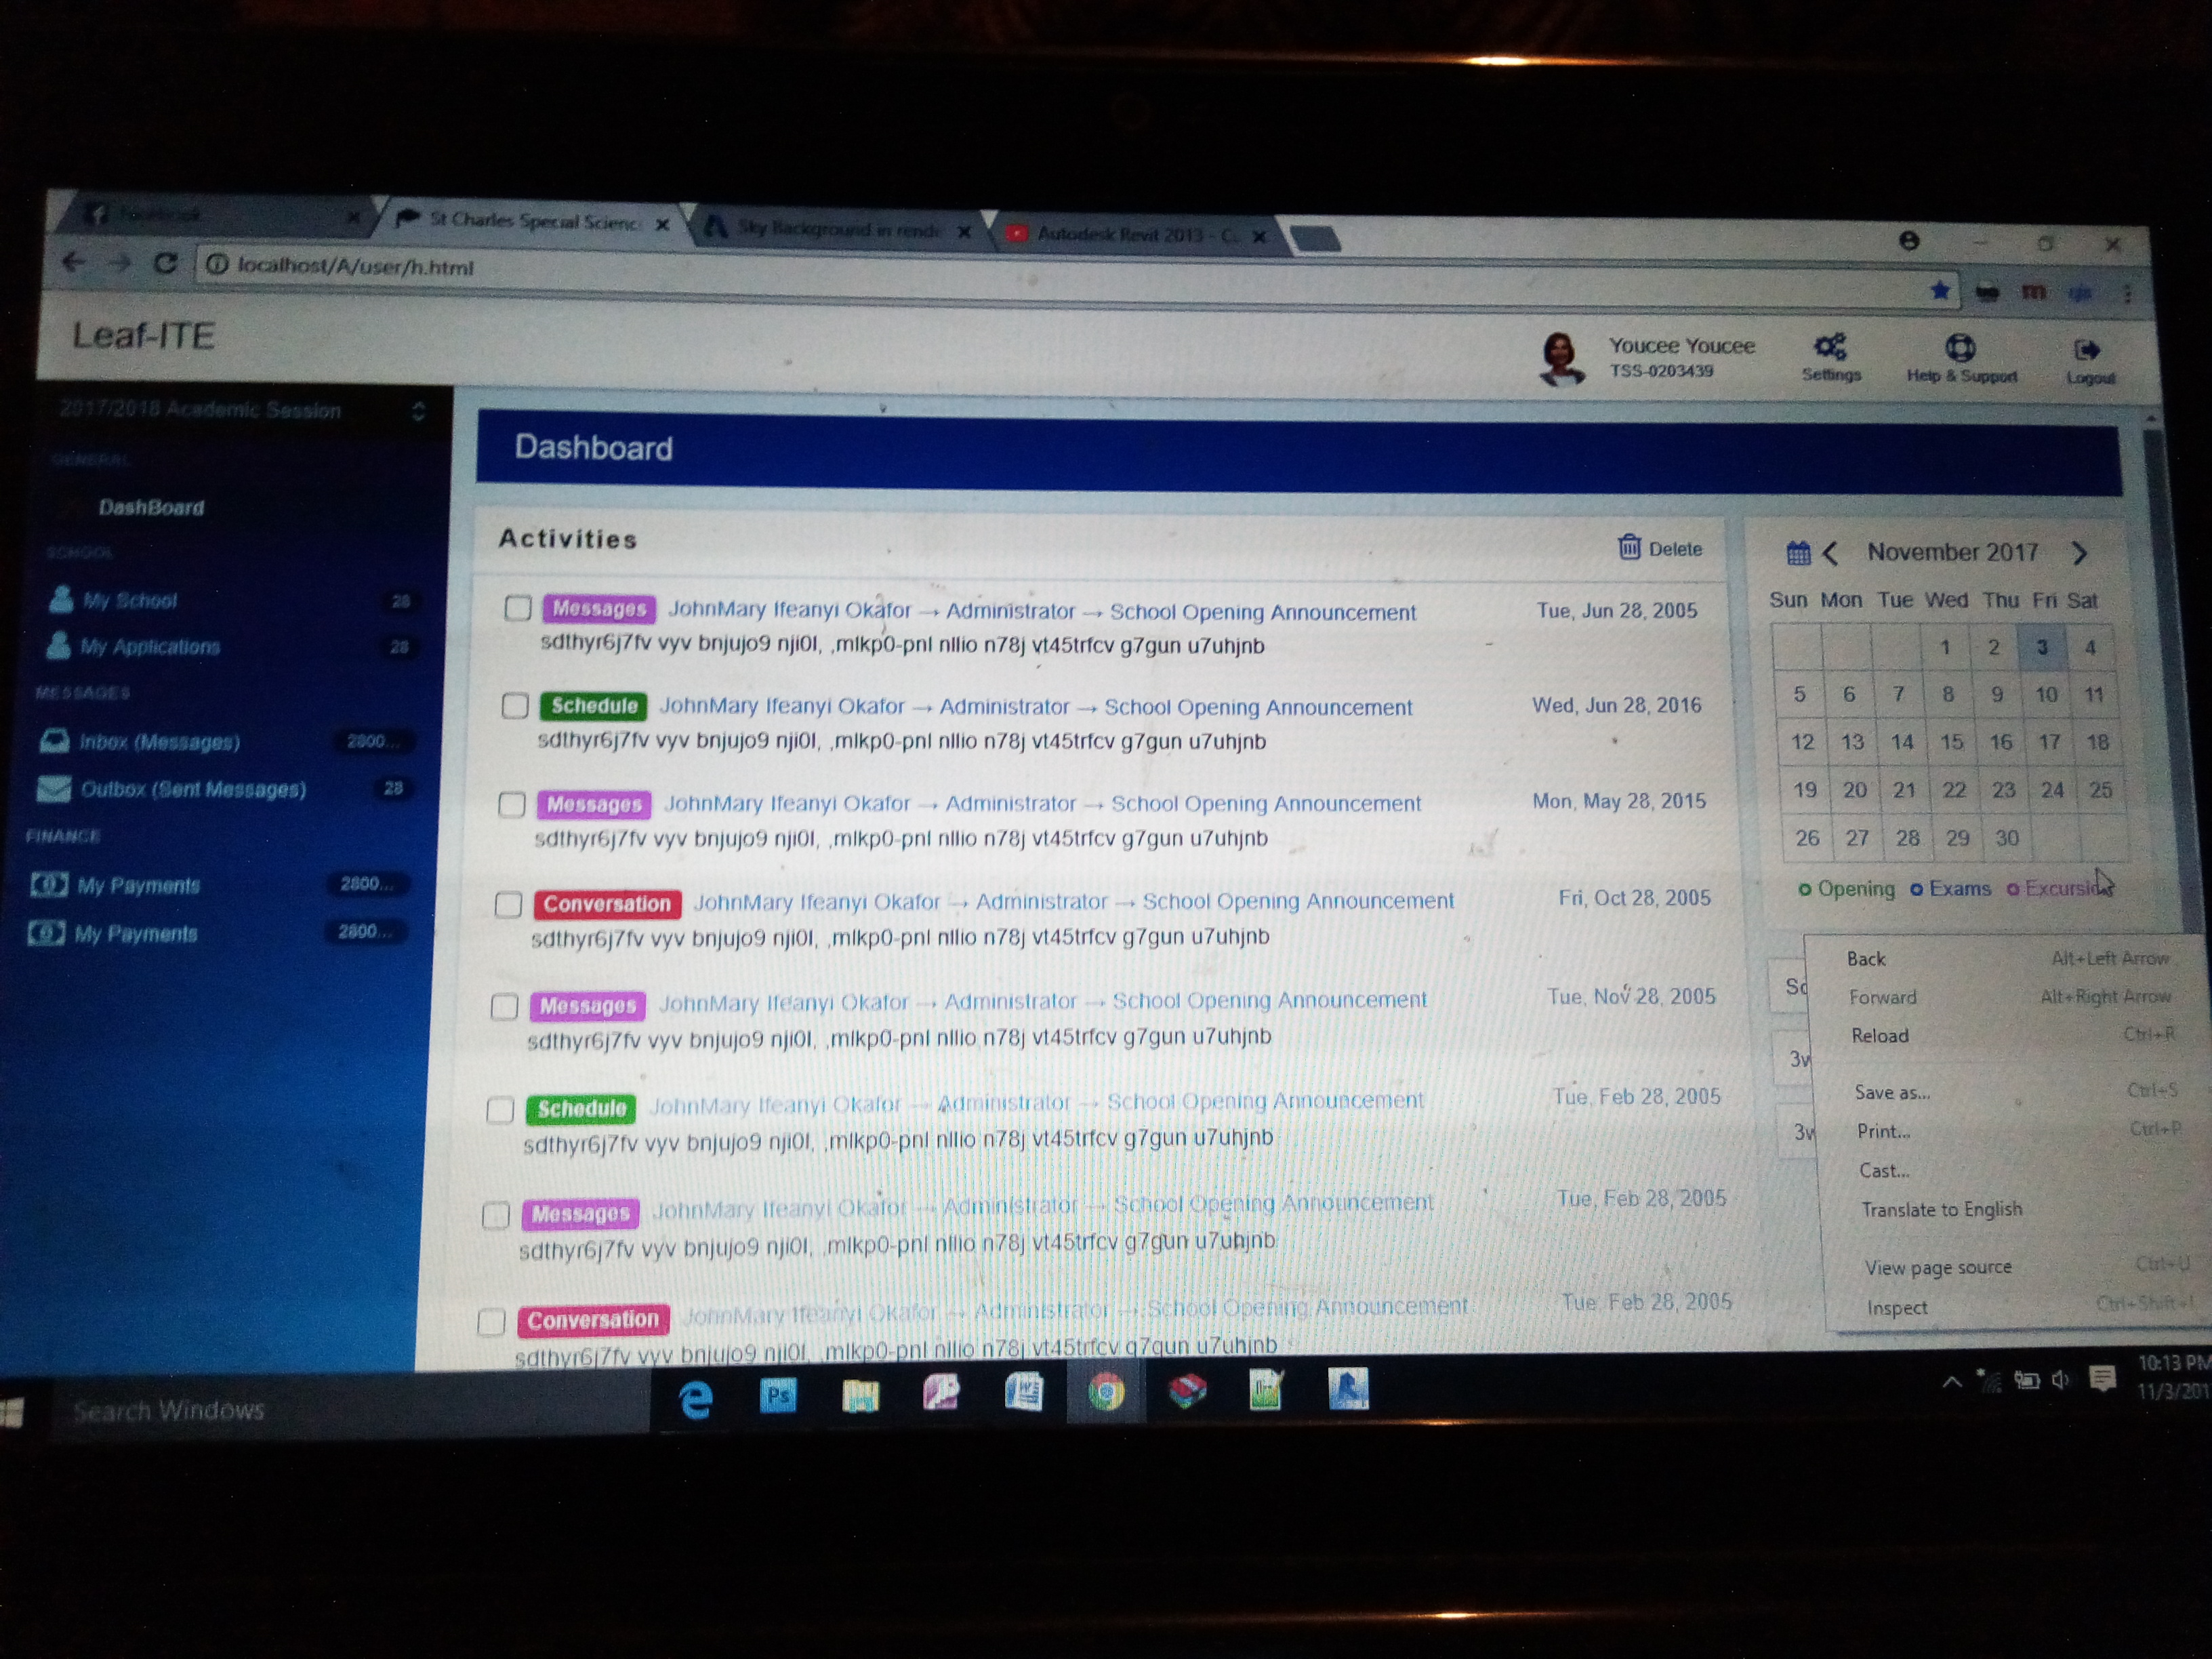 St Charles Special Scienc
Sky Background in rende
Autodesk Revit 2013 - C
localhost/A/user/h.html
Leaf-ITE
Youcee Youcee
TSS-0203439
Settings
Help & Support
Logout
2017/2018 Academic Session
GENERAL
DashBoard
SCHOOL
My School 28
My Applications 28
MESSAGES
Inbox (Messages) 2800...
Outbox (Sent Messages) 28
FINANCE
My Payments 2800...
My Payments 2800...
Dashboard
Activities
Delete
Messages JohnMary Ifeanyi Okafor → Administrator → School Opening Announcement Tue, Jun 28, 2005
sdthyr6j7fv vyv bnjujo9 nji0l, ,mlkp0-pnl nllio n78j vt45trfcv g7gun u7uhjnb
Schedule JohnMary Ifeanyi Okafor → Administrator → School Opening Announcement Wed, Jun 28, 2016
sdthyr6j7fv vyv bnjujo9 nji0l, ,mlkp0-pnl nllio n78j vt45trfcv g7gun u7uhjnb
Messages JohnMary Ifeanyi Okafor → Administrator → School Opening Announcement Mon, May 28, 2015
sdthyr6j7fv vyv bnjujo9 nji0l, ,mlkp0-pnl nllio n78j vt45trfcv g7gun u7uhjnb
Conversation JohnMary Ifeanyi Okafor → Administrator → School Opening Announcement Fri, Oct 28, 2005
sdthyr6j7fv vyv bnjujo9 nji0l, ,mlkp0-pnl nllio n78j vt45trfcv g7gun u7uhjnb
Messages JohnMary Ifeanyi Okafor → Administrator → School Opening Announcement Tue, Nov 28, 2005
sdthyr6j7fv vyv bnjujo9 nji0l, ,mlkp0-pnl nllio n78j vt45trfcv g7gun u7uhjnb
Schedule JohnMary Ifeanyi Okafor → Administrator → School Opening Announcement Tue, Feb 28, 2005
sdthyr6j7fv vyv bnjujo9 nji0l, ,mlkp0-pnl nllio n78j vt45trfcv g7gun u7uhjnb
Messages JohnMary Ifeanyi Okafor → Administrator → School Opening Announcement Tue, Feb 28, 2005
sdthyr6j7fv vyv bnjujo9 nji0l, ,mlkp0-pnl nllio n78j vt45trfcv g7gun u7uhjnb
Conversation JohnMary Ifeanyi Okafor → Administrator → School Opening Announcement Tue, Feb 28, 2005
sdthyr6j7fv vyv bnjujo9 nji0l, ,mlkp0-pnl nllio n78j vt45trfcv g7gun u7uhjnb
November 2017
Sun Mon Tue Wed Thu Fri Sat
1 2 3 4
5 6 7 8 9 10 11
12 13 14 15 16 17 18
19 20 21 22 23 24 25
26 27 28 29 30
Opening Exams Excursio
Sc
3v
3v
Back Alt+Left Arrow
Forward Alt+Right Arrow
Reload Ctrl+R
Save as... Ctrl+S
Print... Ctrl+P
Cast...
Translate to English
View page source Ctrl+U
Inspect Ctrl+Shift+I
Search Windows
Ps
10:13 PM
11/3/201